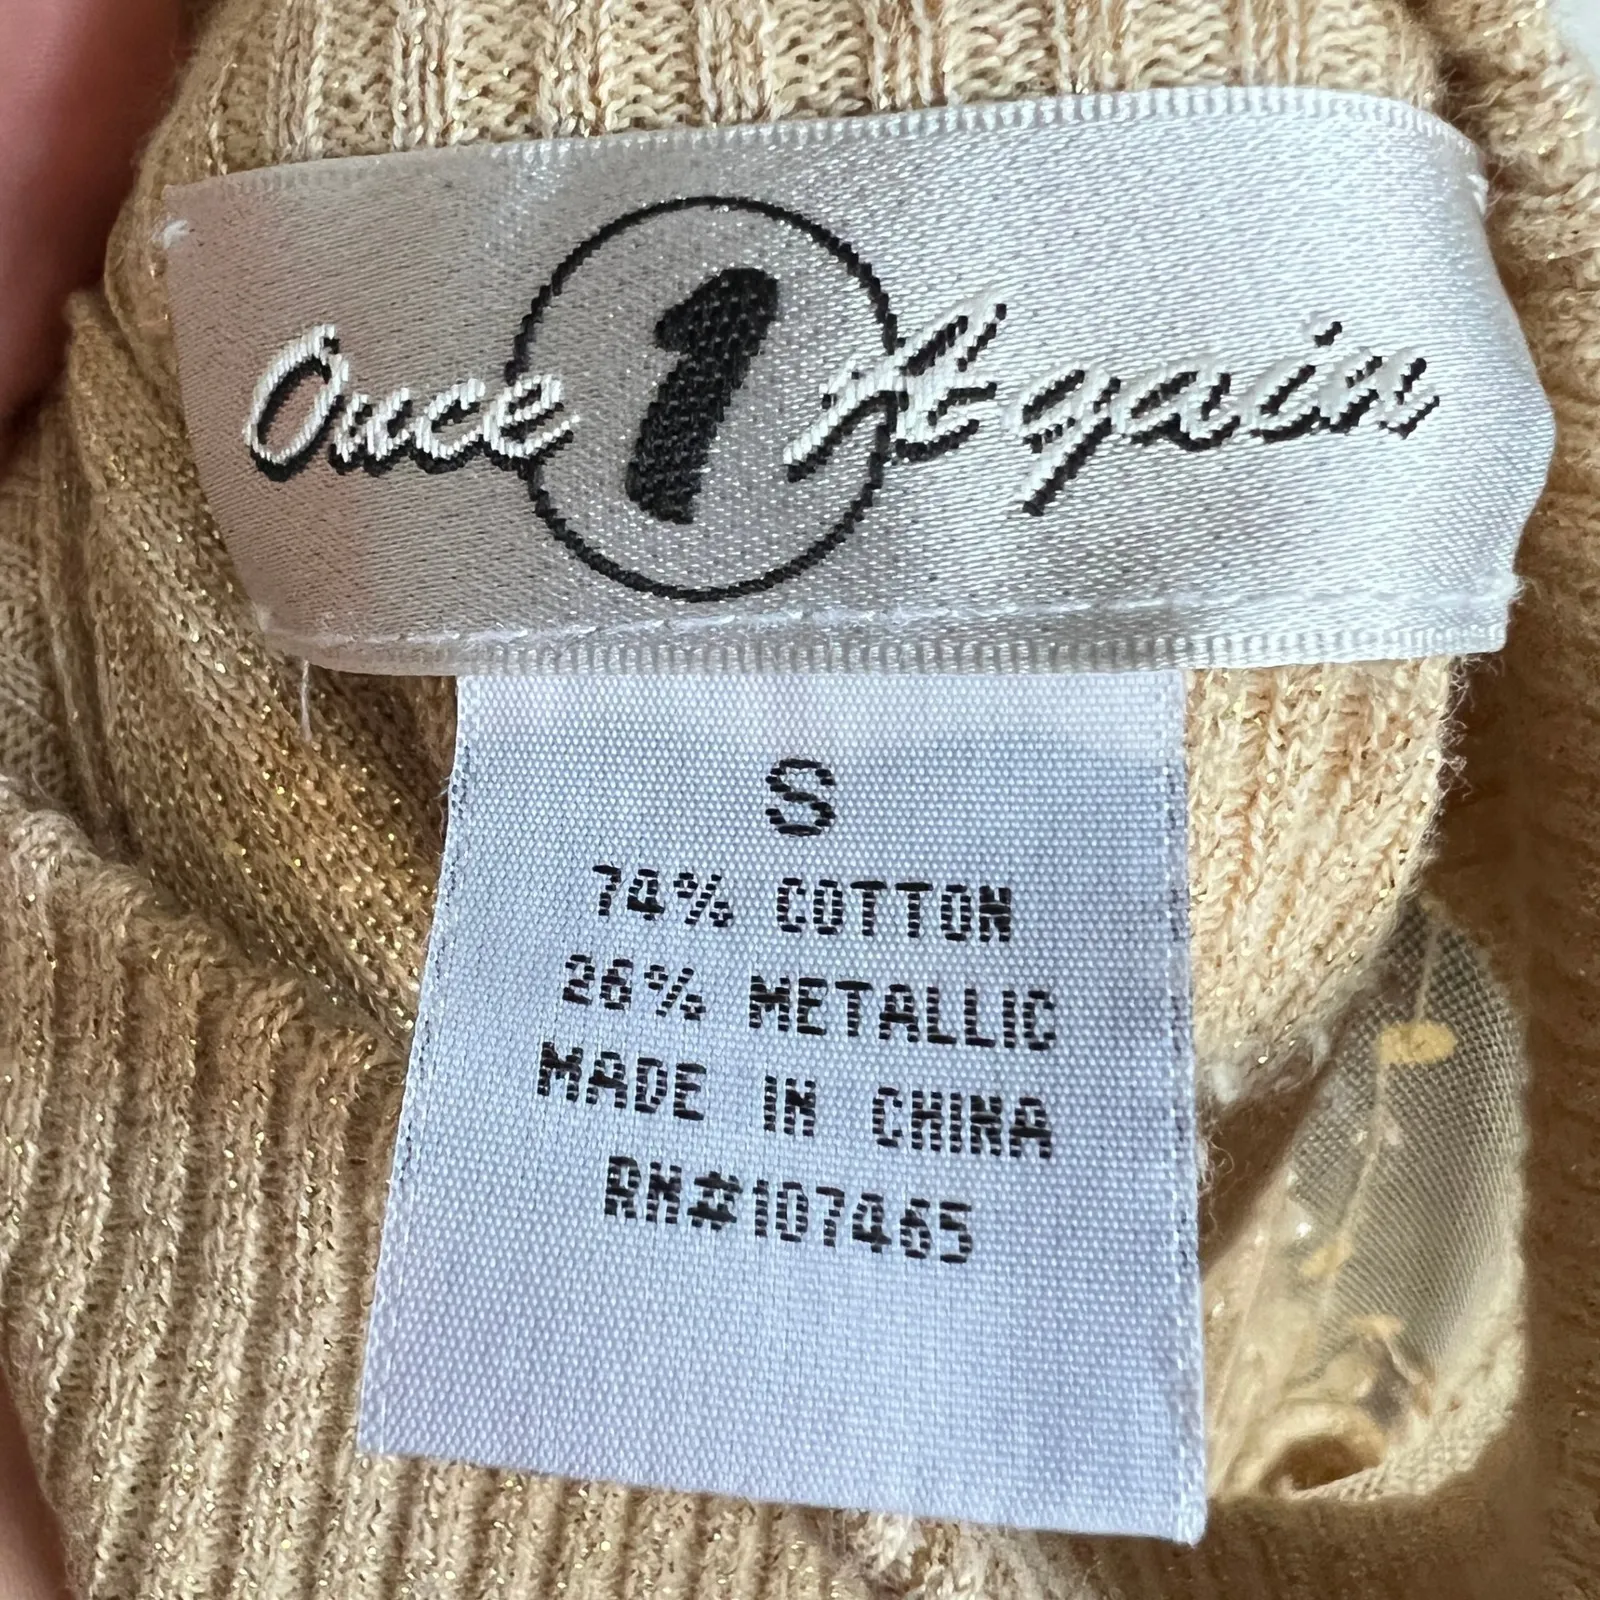 Once 1 Again
S
74% COTTON
26% METALLIC
MADE IN CHINA
RN#107465